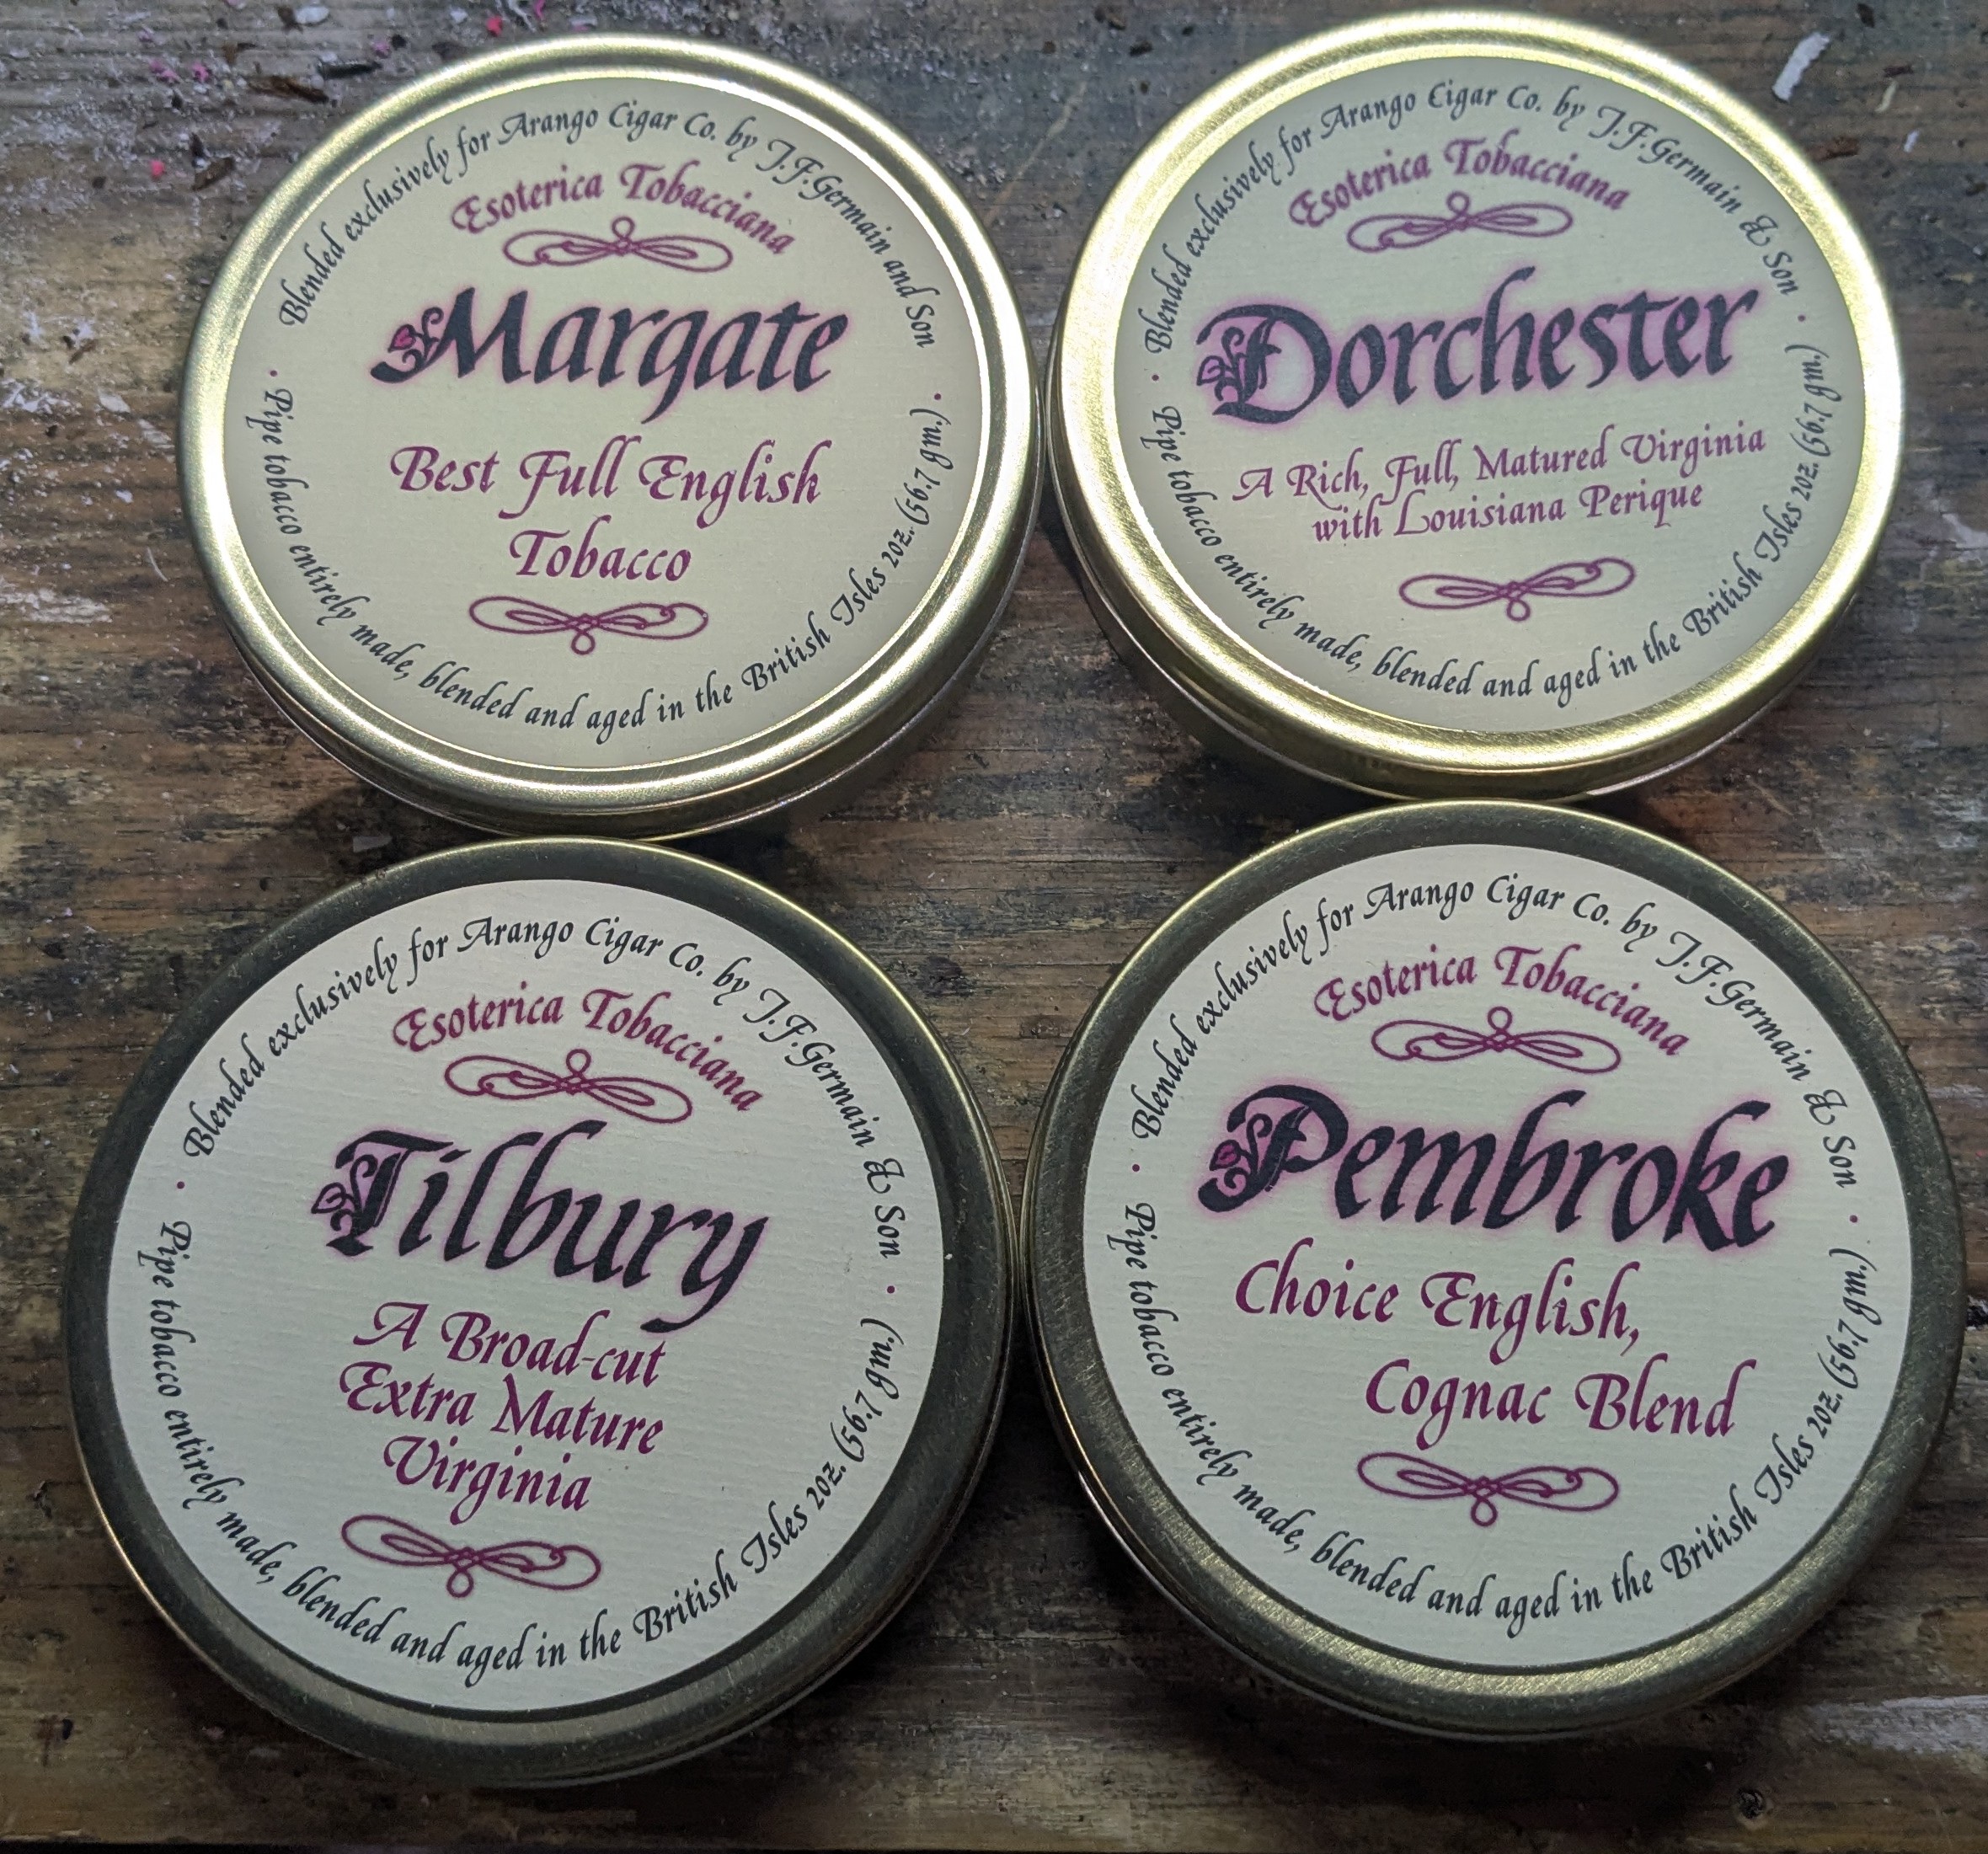 Blended exclusively for Arango Cigar Co. by J.F.Germain and Son
Esoterica Tobacciana
Margate
Best Full English
Tobacco
Pipe tobacco entirely made, blended and aged in the British Isles 2oz. (56.7 gm.)
Blended exclusively for Arango Cigar Co. by J.F.Germain & Son
Esoterica Tobacciana
Dorchester
A Rich, Full, Matured Virginia
with Louisiana Perique
Pipe tobacco entirely made, blended and aged in the British Isles 2oz. (56.7 gm.)
Blended exclusively for Arango Cigar Co. by J.F.Germain & Son
Esoterica Tobacciana
Tilbury
A Broad-cut
Extra Mature
Virginia
Pipe tobacco entirely made, blended and aged in the British Isles 2oz. (56.7 gm.)
Blended exclusively for Arango Cigar Co. by J.F.Germain & Son
Esoterica Tobacciana
Pembroke
Choice English,
Cognac Blend
Pipe tobacco entirely made, blended and aged in the British Isles 2oz. (56.7 gm.)